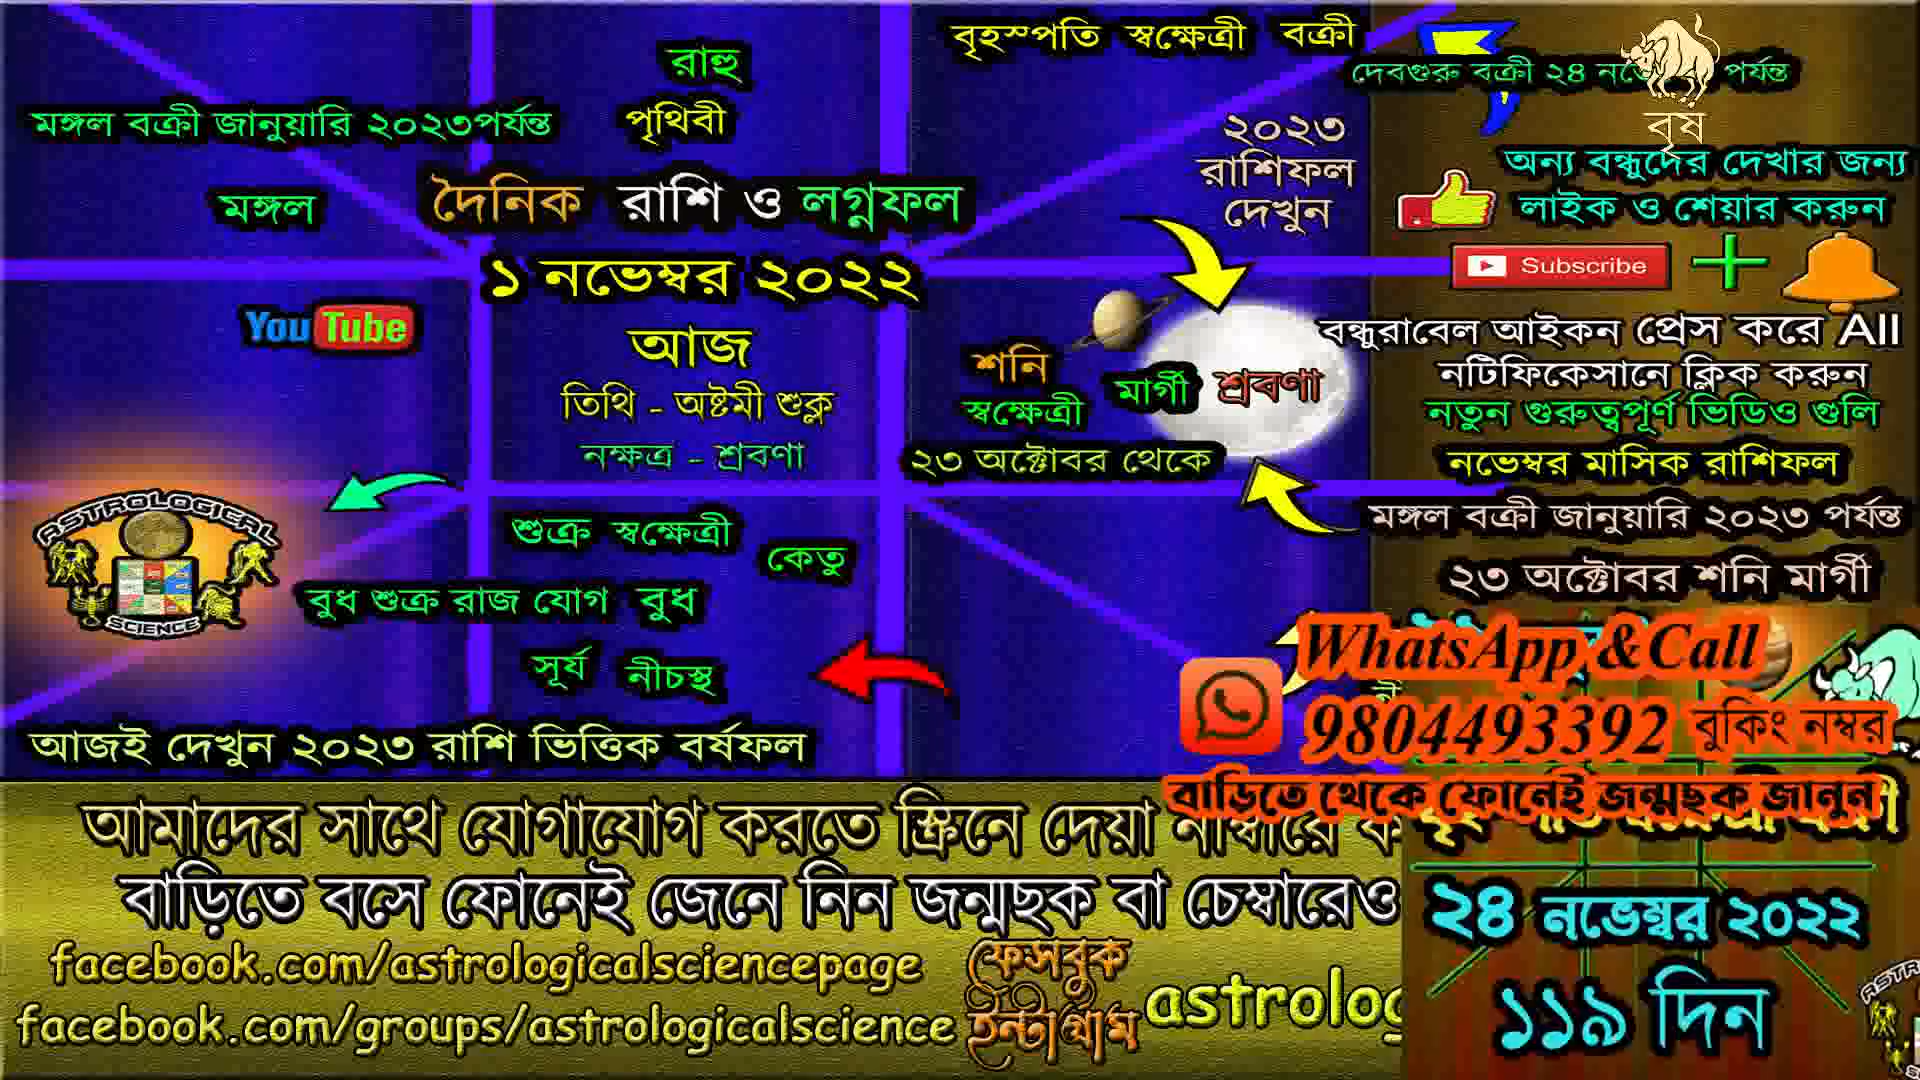 বৃহস্পতি স্বক্ষেত্রী বক্রী
রাহু
দেবগুরু বক্রী ২৪ পর্যন্ত
মঙ্গল বক্রী জানুয়ারি ২০২৩পর্যন্ত
পৃথিবী
২০২৩
রাশিফল
দেখুন
বৃষ
অন্য বন্ধুদের দেখার জন্য
লাইক ও শেয়ার করুন
মঙ্গল
দৈনিক রাশি ও লগ্নফল
১ নভেম্বর ২০২২
Subscribe
YouTube
আজ
তিথি - অষ্টমী শুক্ল
নক্ষত্র - শ্রবণা
শনি
স্বক্ষেত্রী
মার্গী
শ্রবণা
২৩ অক্টোবর থেকে
বন্ধুরাবেল আইকন প্রেস করে All
নটিফিকেসানে ক্লিক করুন
নতুন গুরুত্বপূর্ণ ভিডিও গুলি
নভেম্বর মাসিক রাশিফল
মঙ্গল বক্রী জানুয়ারি ২০২৩ পর্যন্ত
২৩ অক্টোবর শনি মার্গী
ASTROLOGICAL
SCIENCE
শুক্র স্বক্ষেত্রী
কেতু
বুধ শুক্র রাজ যোগ বুধ
সূর্য নীচস্থ
WhatsApp &Call
9804493392 বুকিং নম্বর
বাড়িতে থেকে ফোনেই জন্মছক জানুন
আজই দেখুন ২০২৩ রাশি ভিত্তিক বর্ষফল
আমাদের সাথে যোগাযোগ করতে স্ক্রিনে দেয়া নাম্বারে
বাড়িতে বসে ফোনেই জেনে নিন জন্মছক বা চেম্বারেও
facebook.com/astrologicalsciencepage
facebook.com/groups/astrologicalscience
ফেসবুক
ইন্টাগ্রাম
astrolog
২৪ নভেম্বর ২০২২
১১৯ দিন